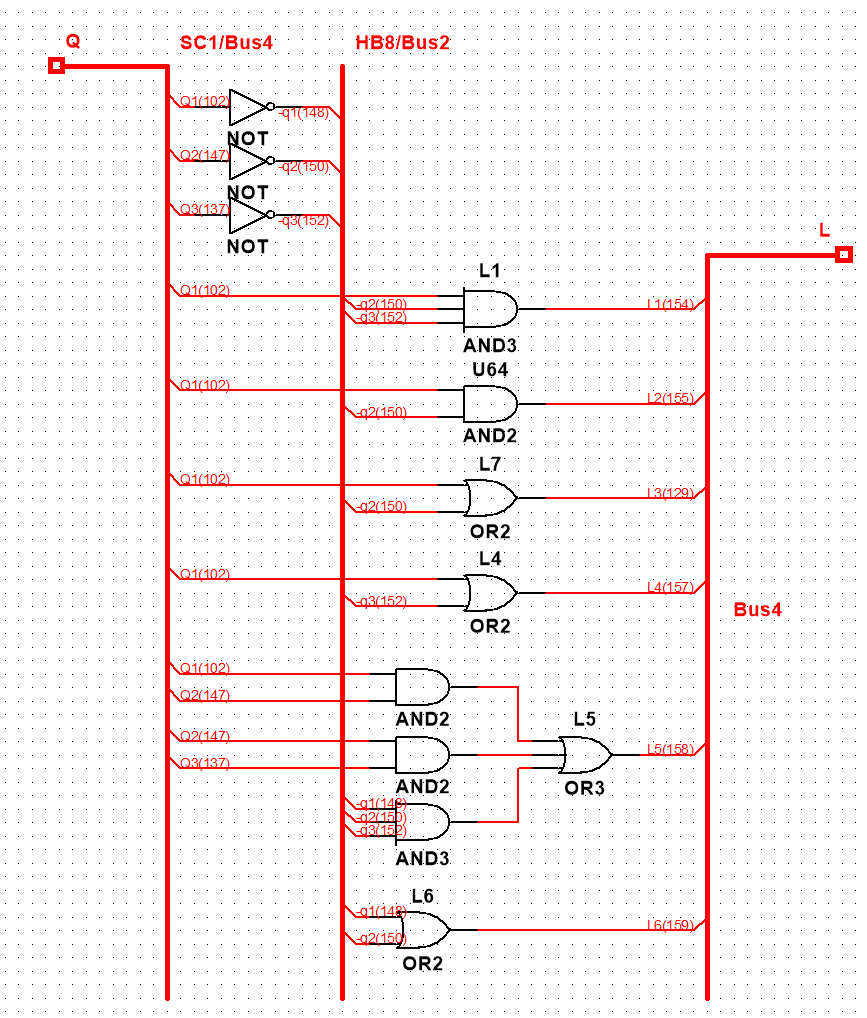 Q SC1/Bus4 HB8/Bus2
Q1(102) -q1(148)
NOT
Q2(147) -q2(150)
NOT
Q3(137) -q3(152)
NOT
L
L1
Q1(102)
-q2(150)
-q3(152)
L1(154)
AND3
U64
Q1(102)
-q2(150)
L2(155)
AND2
L7
Q1(102)
-q2(150)
L3(129)
OR2
L4
Q1(102)
-q3(152)
L4(157)
OR2
Bus4
Q1(102)
Q2(147)
AND2
L5
Q2(147)
Q3(137)
L5(158)
AND2
OR3
-q1(148)
-q2(150)
-q3(152)
AND3
L6
-q1(148)
-q2(150)
L6(159)
OR2